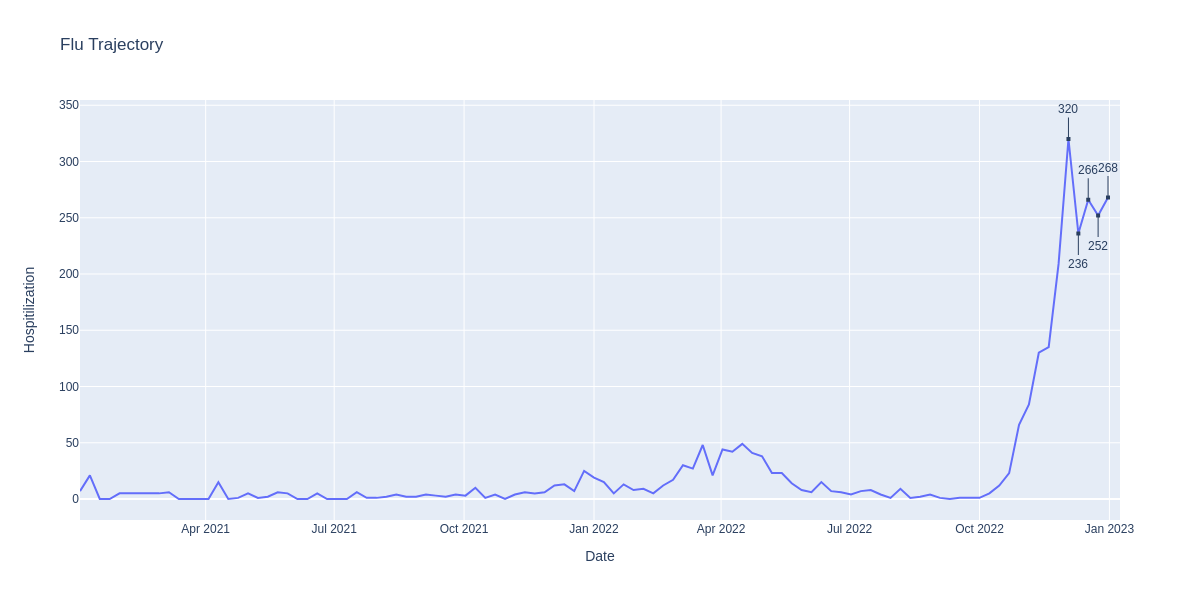 Flu Trajectory
350
300
250
200
150
100
50
0
320
266
268
252
236
Apr 2021
Jul 2021
Oct 2021
Jan 2022
Apr 2022
Jul 2022
Oct 2022
Jan 2023
Date
Hospitilization